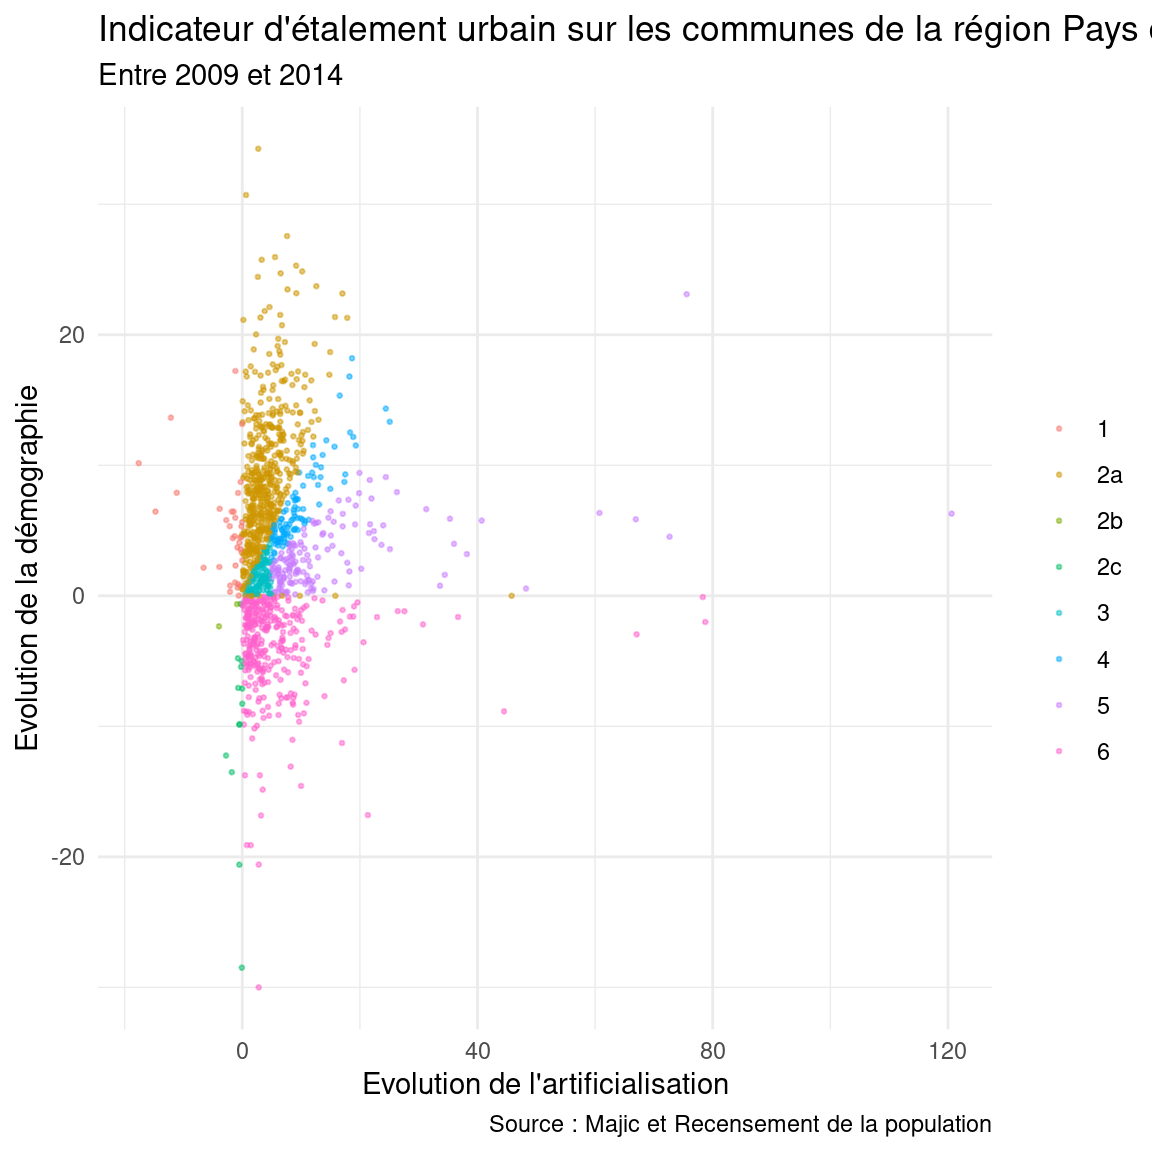 Indicateur d'étalement urbain sur les communes de la région Pays
Entre 2009 et 2014
Evolution de la démographie
20
0
-20
0
40
80
120
Evolution de l'artificialisation
1
2a
2b
2c
3
4
5
6
Source : Majic et Recensement de la population